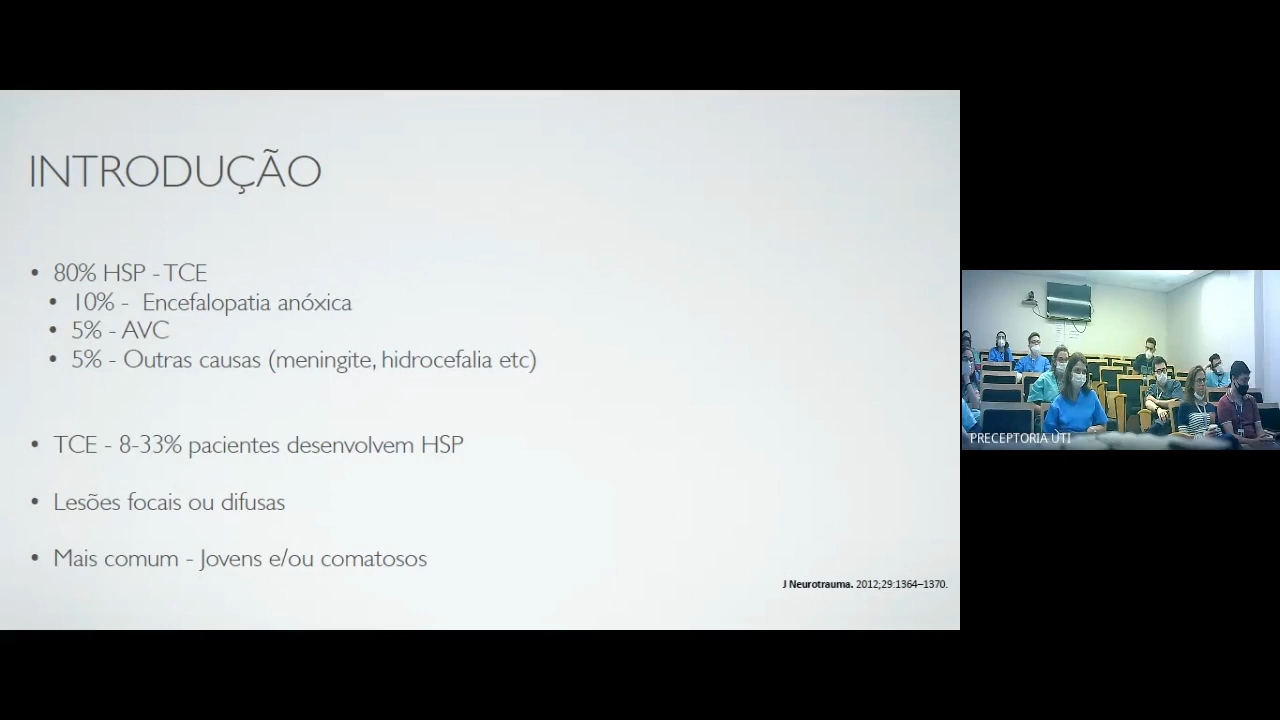 INTRODUÇÃO
• 80% HSP - TCE
• 10% - Encefalopatia anóxica
• 5% - AVC
• 5% - Outras causas (meningite, hidrocefalia etc)
• TCE - 8-33% pacientes desenvolvem HSP
• Lesões focais ou difusas
• Mais comum - Jovens e/ou comatosos
J Neurotrauma. 2012;29:1364–1370.
PRECEPTORIA UTI